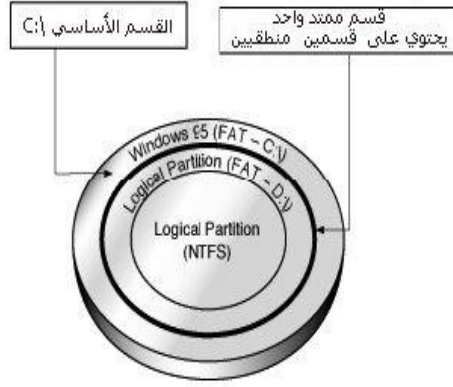 القسم الأساسي C:\
قسم ممتد واحد
يحتوي على قسمين منطقيين
Windows 95 (FAT - C:\)
Logical Partition (FAT - D:\)
Logical Partition
(NTFS)